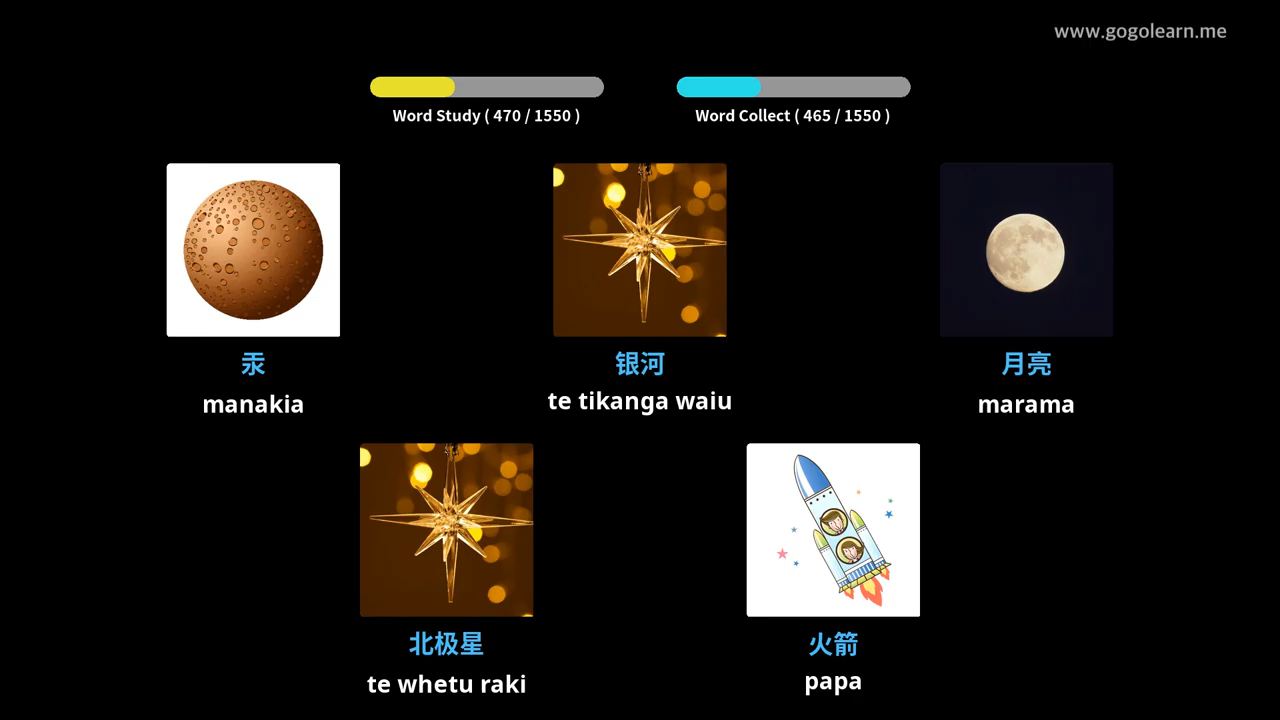 www.gogolearn.me
Word Study ( 470 / 1550 )
Word Collect ( 465 / 1550 )
汞
manakia
银河
te tikanga waiu
月亮
marama
北极星
te whetu raki
火箭
papa